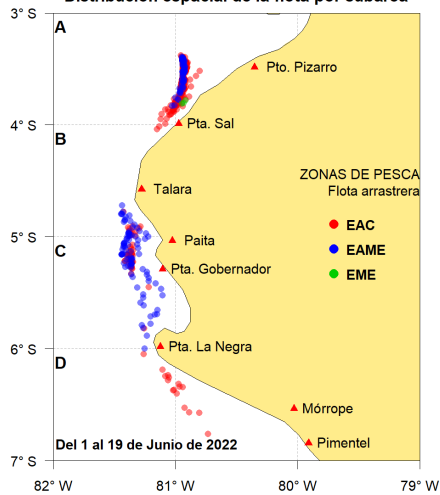 Distribución espacial de la flota por subárea
3° S
A
Pto. Pizarro
4° S
Pta. Sal
B
ZONAS DE PESCA
Flota arrastrera
Talara
EAC
5° S
Paita
C
EAME
Pta. Gobernador
EME
6° S
Pta. La Negra
D
Mórrope
Del 1 al 19 de Junio de 2022
Pimentel
7° S
82° W
81° W
80° W
79° W